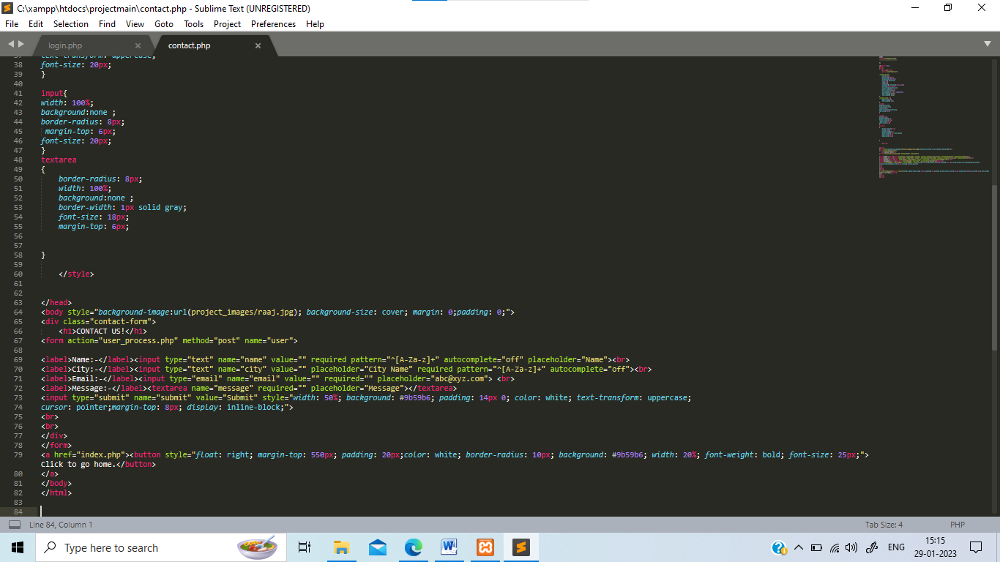 C:\xampp\htdocs\projectmain\contact.php - Sublime Text (UNREGISTERED)
File Edit Selection Find View Goto Tools Project Preferences Help
login.php contact.php
37 text-transform: uppercase;
38 font-size: 20px;
39 }
40
41 input{
42 width: 100%;
43 background:none ;
44 border-radius: 8px;
45 margin-top: 6px;
46 font-size: 20px;
47 }
48 textarea
49 {
50 border-radius: 8px;
51 width: 100%;
52 background:none ;
53 border-width: 1px solid gray;
54 font-size: 18px;
55 margin-top: 6px;
56
57
58 }
59
60 </style>
61
62
63 </head>
64 <body style="background-image:url(project_images/raaj.jpg); background-size: cover; margin: 0;padding: 0;">
65 <div class="contact-form">
66 <h1>CONTACT US!</h1>
67 <form action="user_process.php" method="post" name="user">
68
69 <label>Name:-</label><input type="text" name="name" value="" required pattern="^[A-Za-z]+" autocomplete="off" placeholder="Name"><br>
70 <label>City:-</label><input type="text" name="city" value="" placeholder="City Name" required pattern="^[A-Za-z]+" autocomplete="off"><br>
71 <label>Email:-</label><input type="email" name="email" value="" required="" placeholder="abc@xyz.com"> <br>
72 <label>Message:-</label><textarea name="message" required="" placeholder="Message"></textarea>
73 <input type="submit" name="submit" value="Submit" style="width: 50%; background: #9b59b6; padding: 14px 0; color: white; text-transform: uppercase;
74 cursor: pointer;margin-top: 8px; display: inline-block;">
75 <br>
76 <br>
77 </div>
78 </form>
79 <a href="index.php"><button style="float: right; margin-top: 550px; padding: 20px;color: white; border-radius: 10px; background: #9b59b6; width: 20%; font-weight: bold; font-size: 25px;">
Click to go home.</button>
80 </a>
81 </body>
82 </html>
83
84
Line 84, Column 1 Tab Size: 4 PHP
Type here to search ENG 15:15
29-01-2023